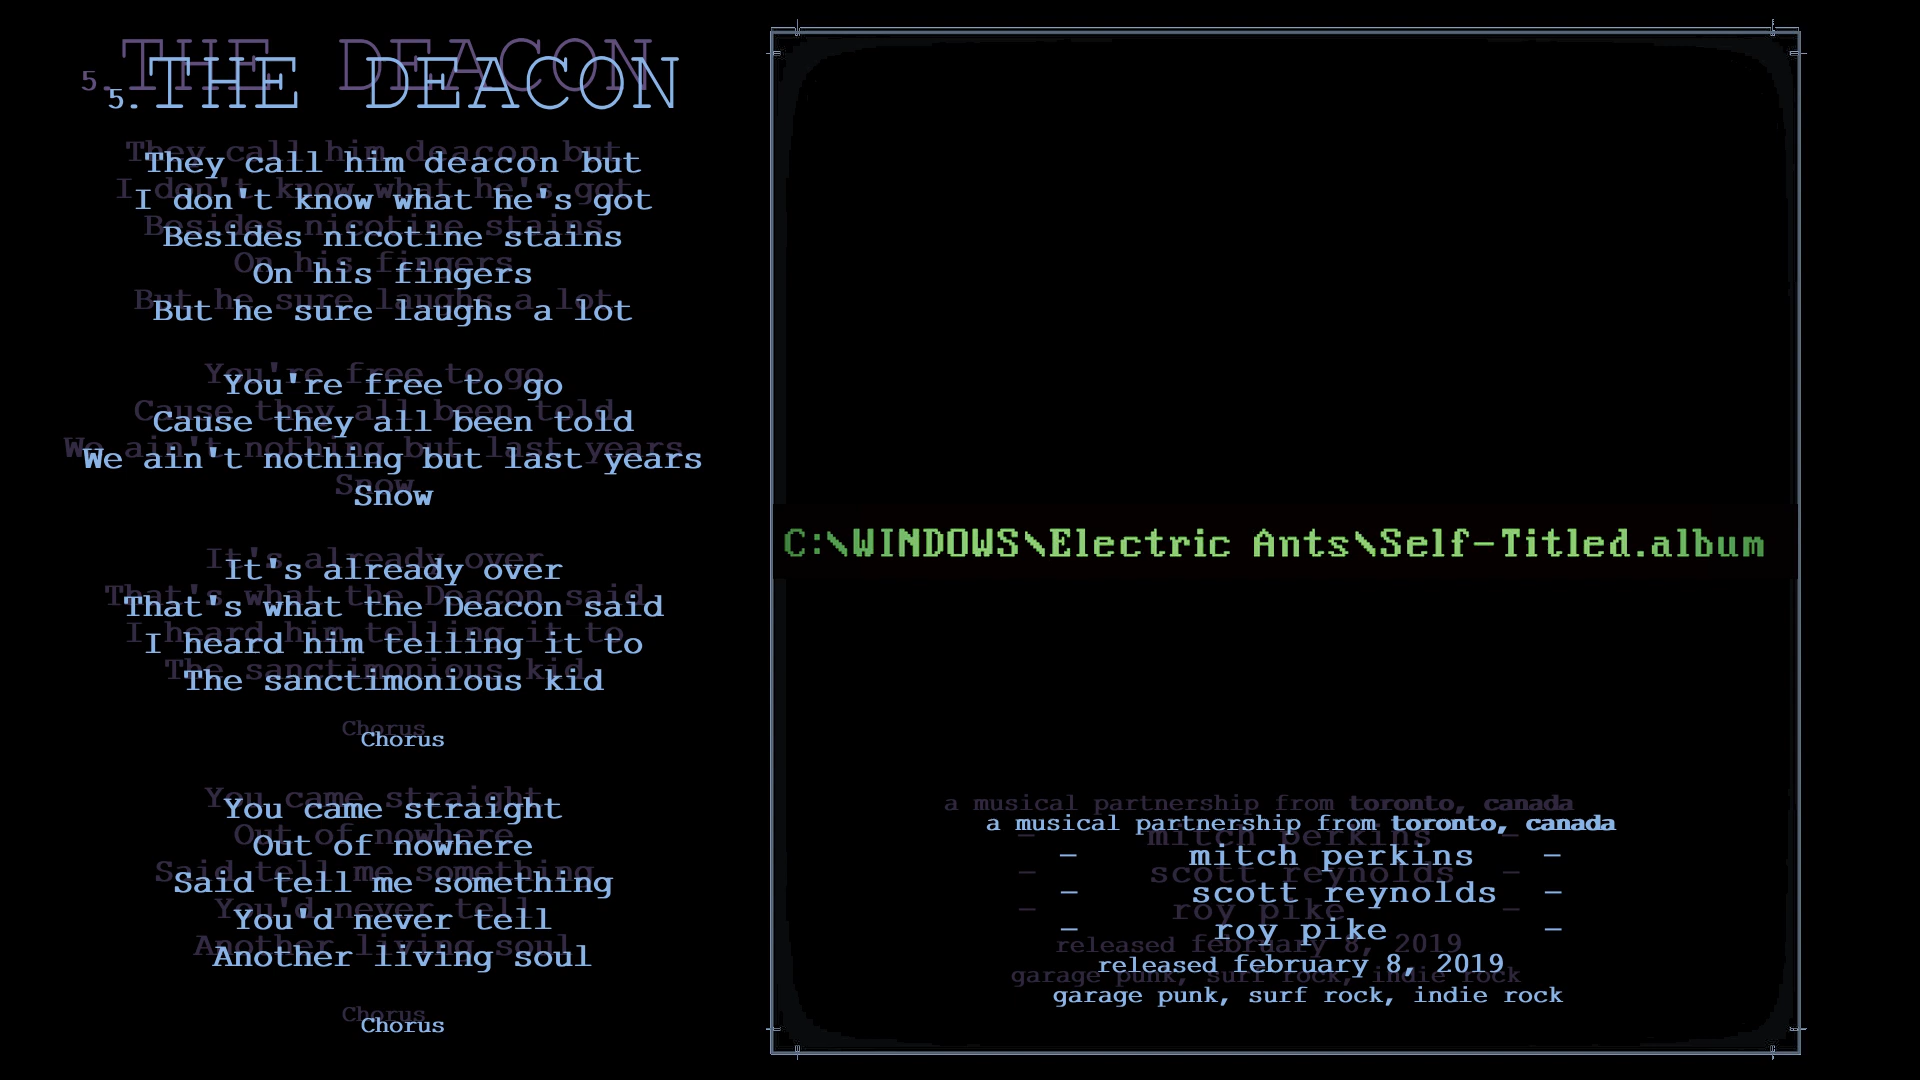 5. THE DEACON
They call him deacon but
I don't know what he's got
Besides nicotine stains
On his fingers
But he sure laughs a lot
You're free to go
Cause they all been told
We ain't nothing but last years
Snow
It's already over
That's what the Deacon said
I heard him telling it to
The sanctimonious kid
Chorus
You came straight
Out of nowhere
Said tell me something
You'd never tell
Another living soul
Chorus
C:\WINDOWS\Electric Ants\Self-Titled.album
a musical partnership from toronto, canada
- mitch perkins -
- scott reynolds -
- roy pike -
released february 8, 2019
garage punk, surf rock, indie rock